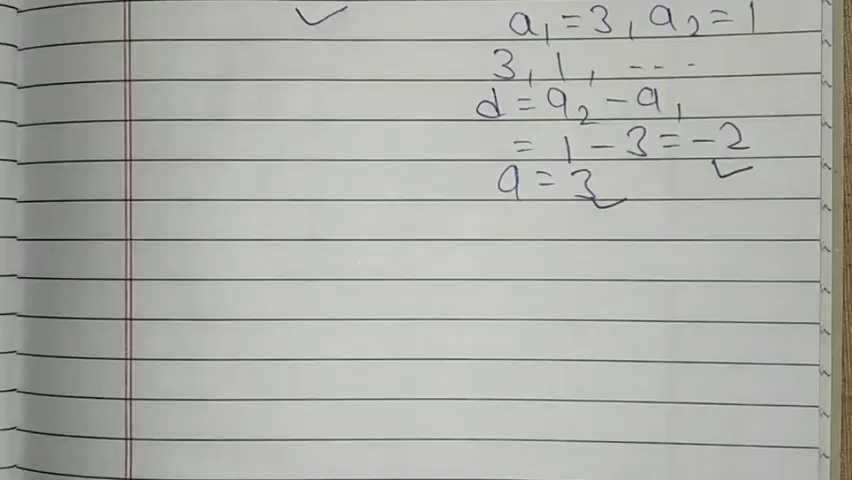 a₁ = 3, a₂ = 1
3, 1, ---
d = a₂ - a₁
= 1 - 3 = -2
a = 3